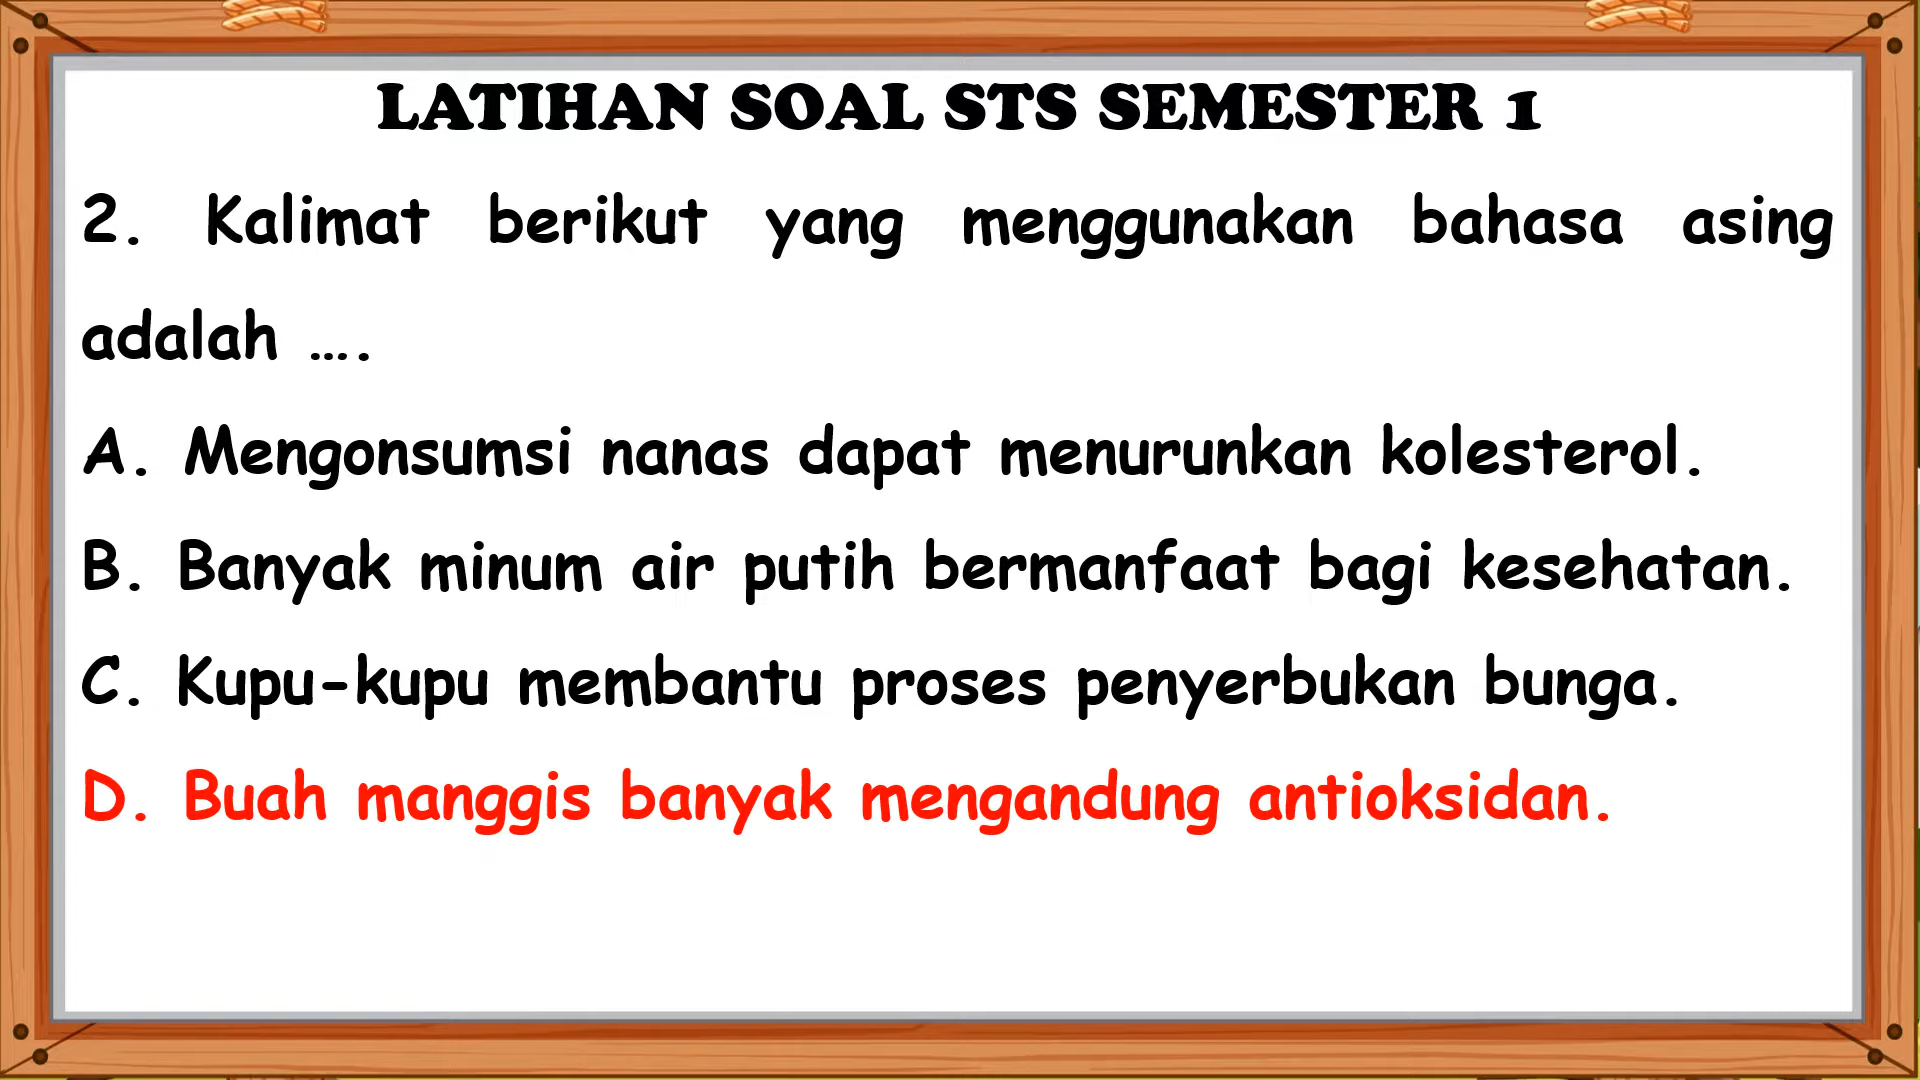 LATIHAN SOAL STS SEMESTER 1
2. Kalimat berikut yang menggunakan bahasa asing
adalah ….
A. Mengonsumsi nanas dapat menurunkan kolesterol.
B. Banyak minum air putih bermanfaat bagi kesehatan.
C. Kupu-kupu membantu proses penyerbukan bunga.
D. Buah manggis banyak mengandung antioksidan.